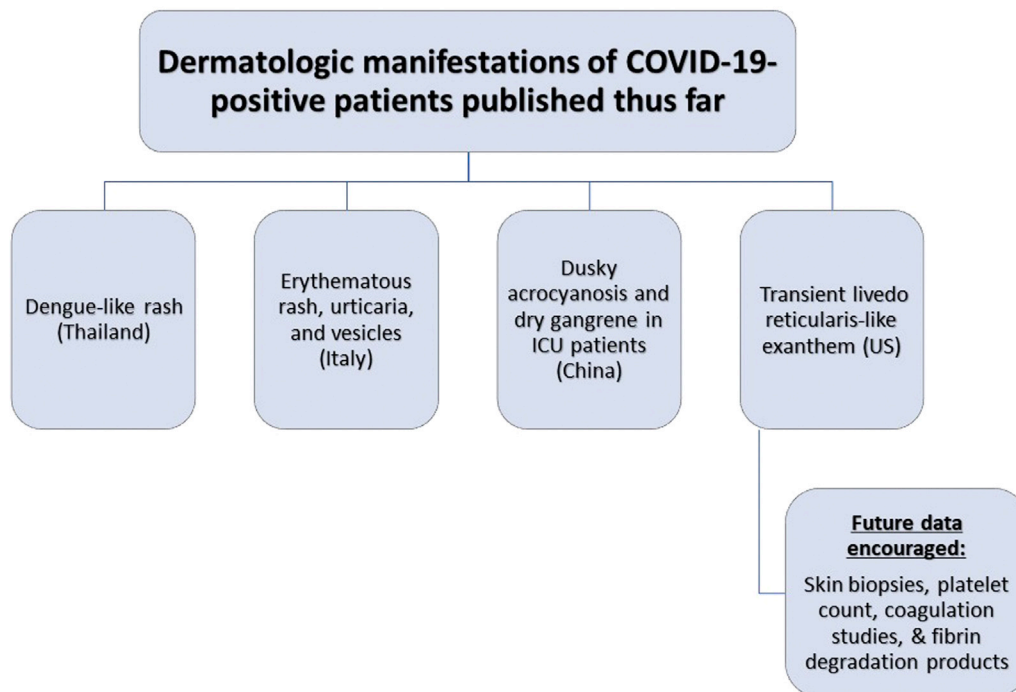 Dermatologic manifestations of COVID-19-
positive patients published thus far
Dengue-like rash
(Thailand)
Erythematous
rash, urticaria,
and vesicles
(Italy)
Dusky
acrocyanosis and
dry gangrene in
ICU patients
(China)
Transient livedo
reticularis-like
exanthem (US)
Future data
encouraged:
Skin biopsies, platelet
count, coagulation
studies, & fibrin
degradation products